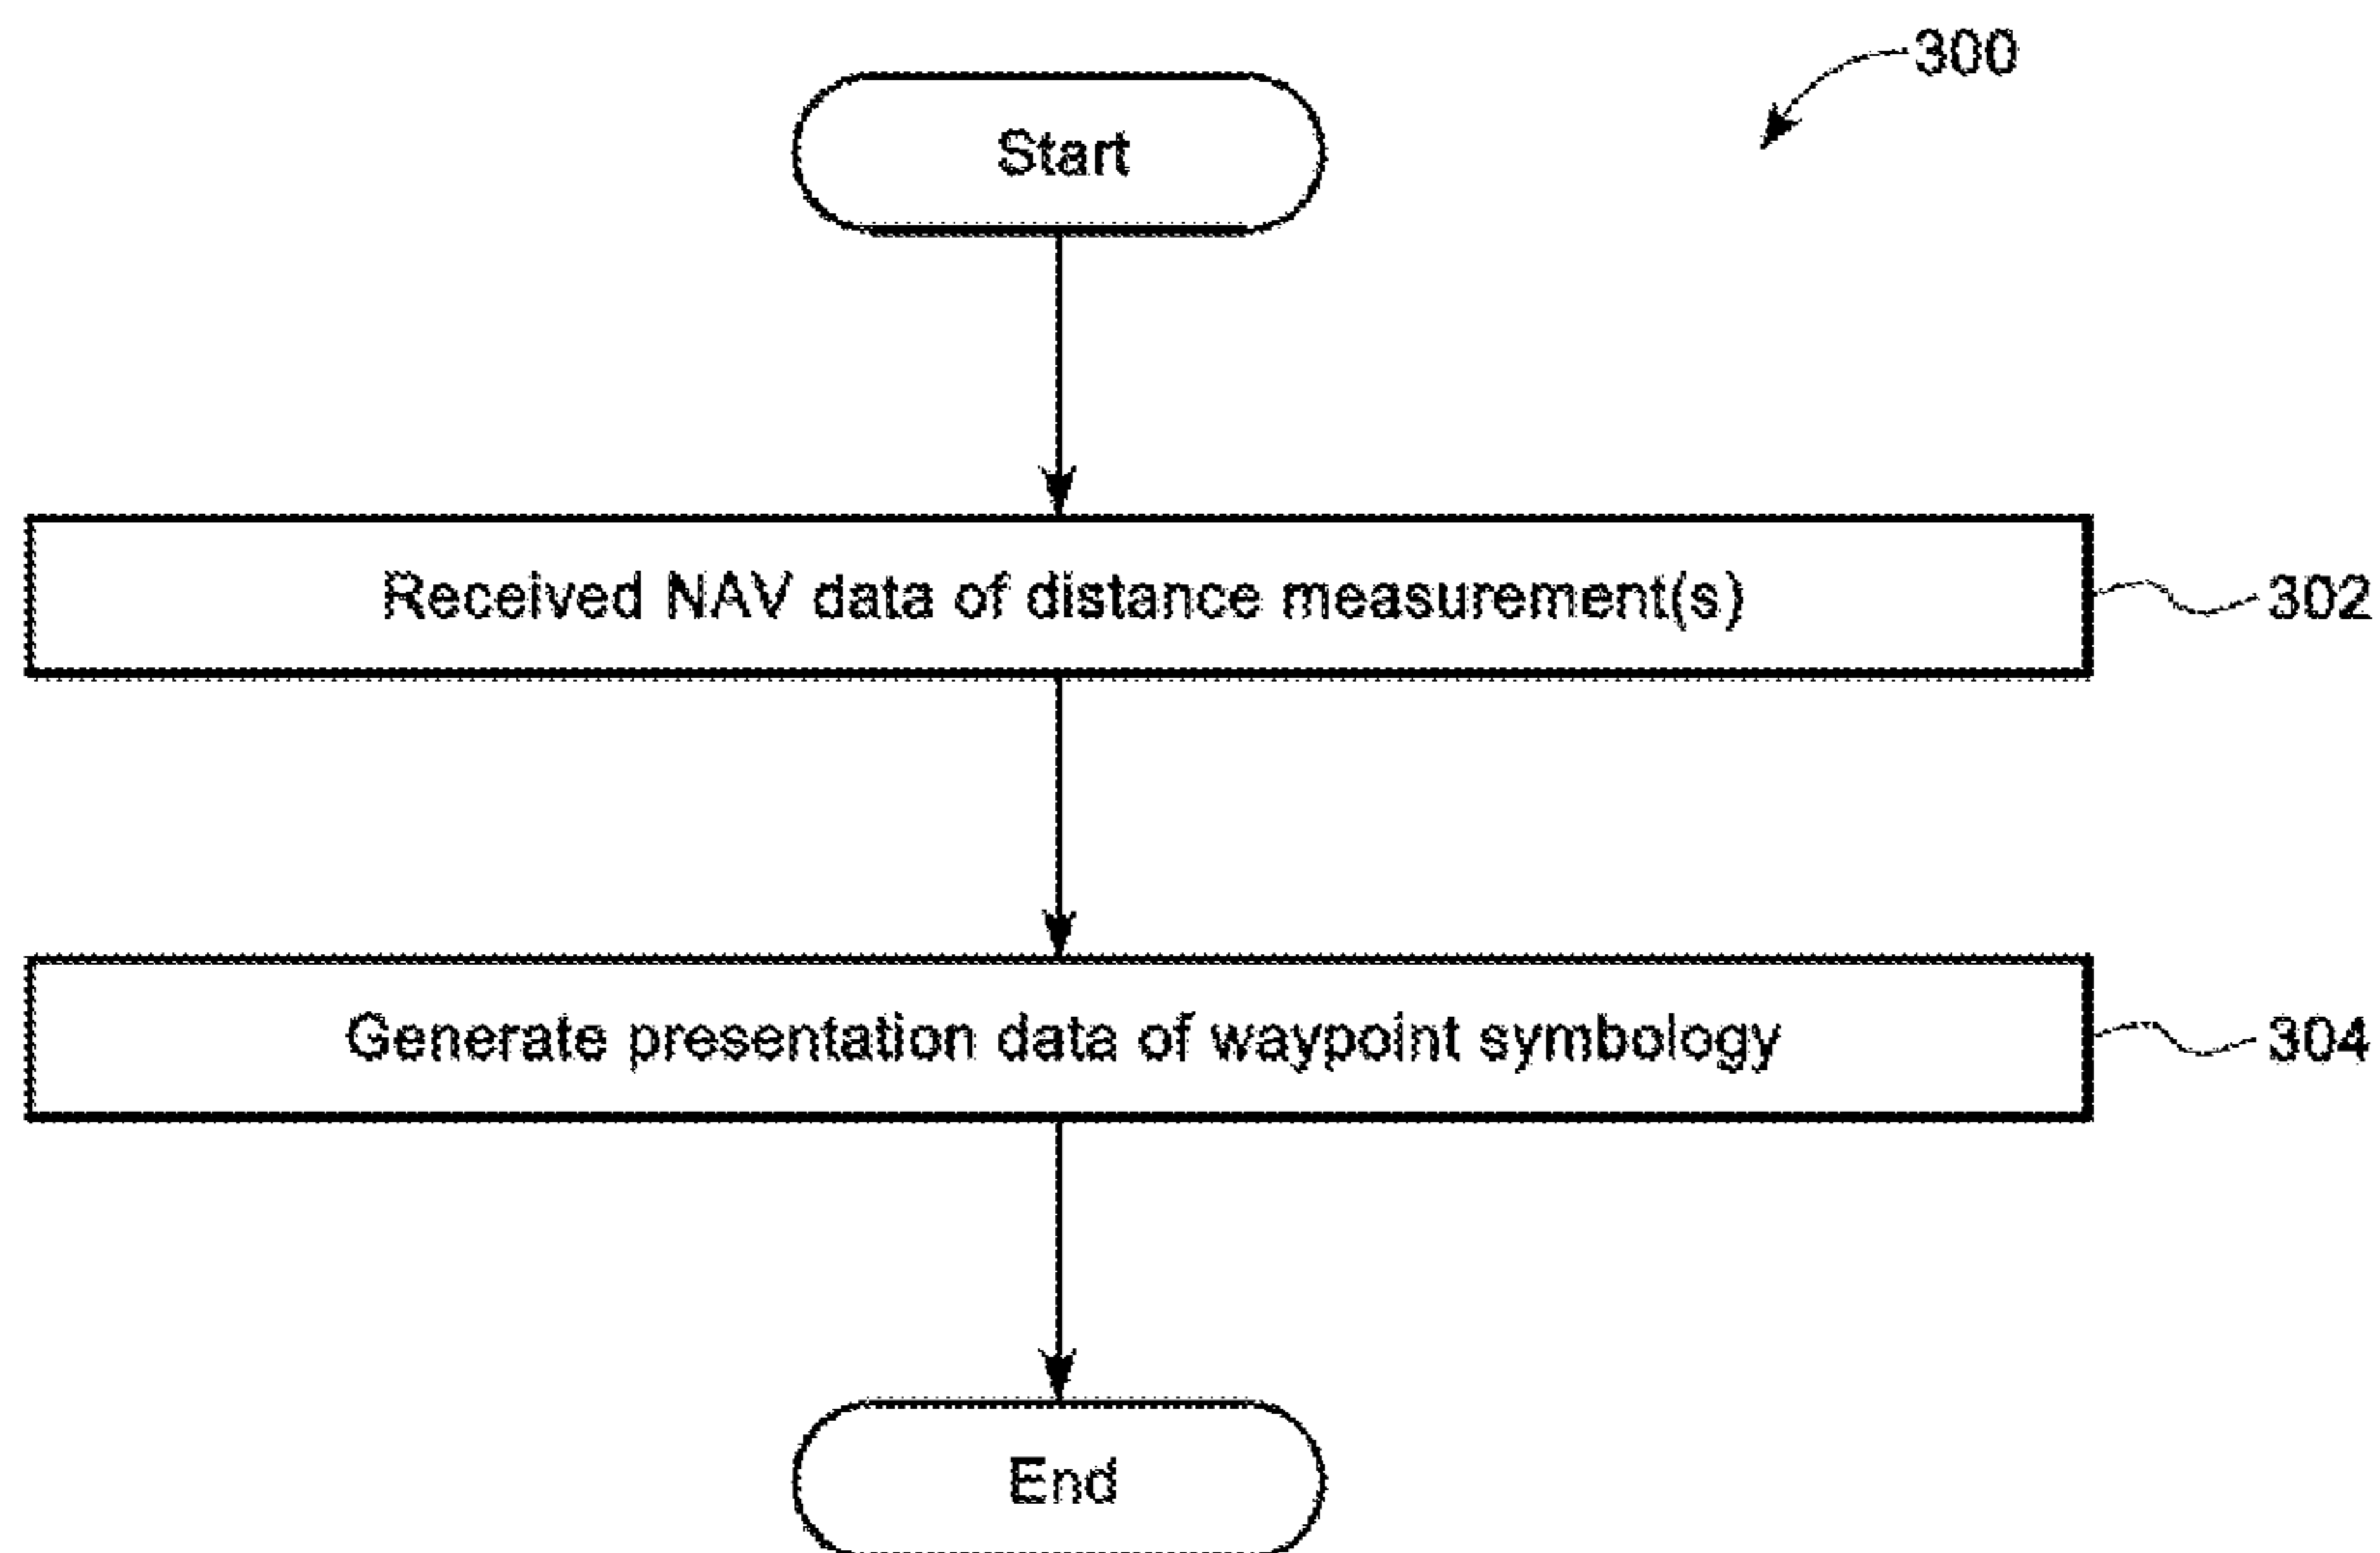 300
Start
Received NAV data of distance measurement(s)
302
Generate presentation data of waypoint symbology
304
End